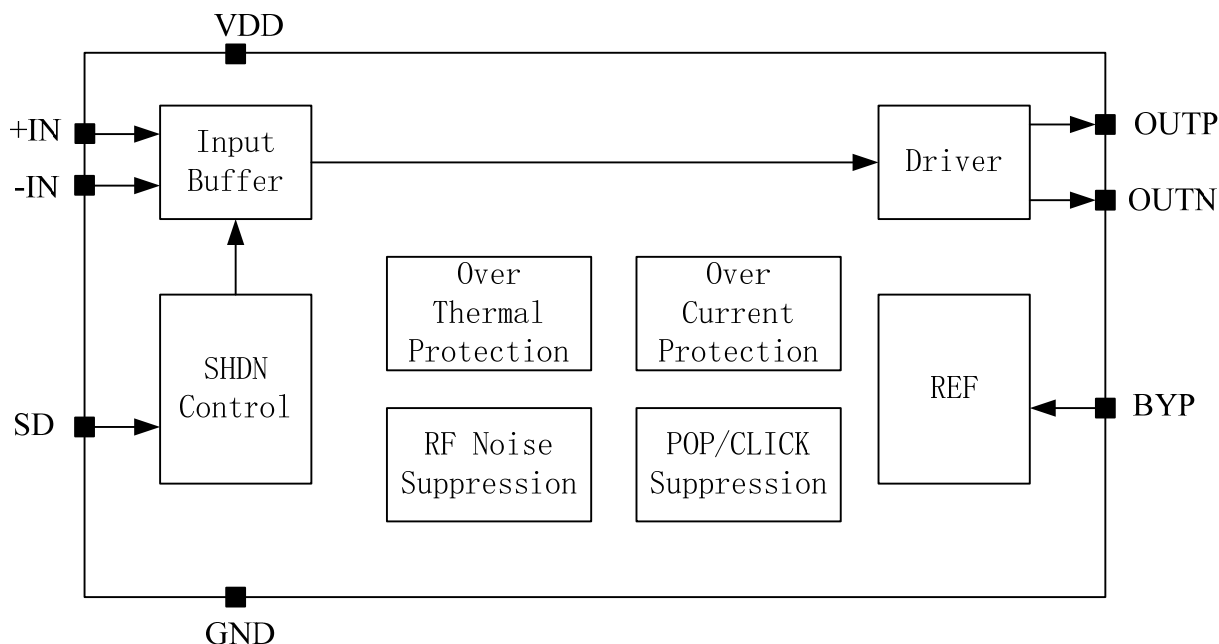 VDD
+IN
-IN
Input
Buffer
Driver
OUTP
OUTN
Over
Thermal
Protection
Over
Current
Protection
SHDN
Control
REF
SD
BYP
RF Noise
Suppression
POP/CLICK
Suppression
GND